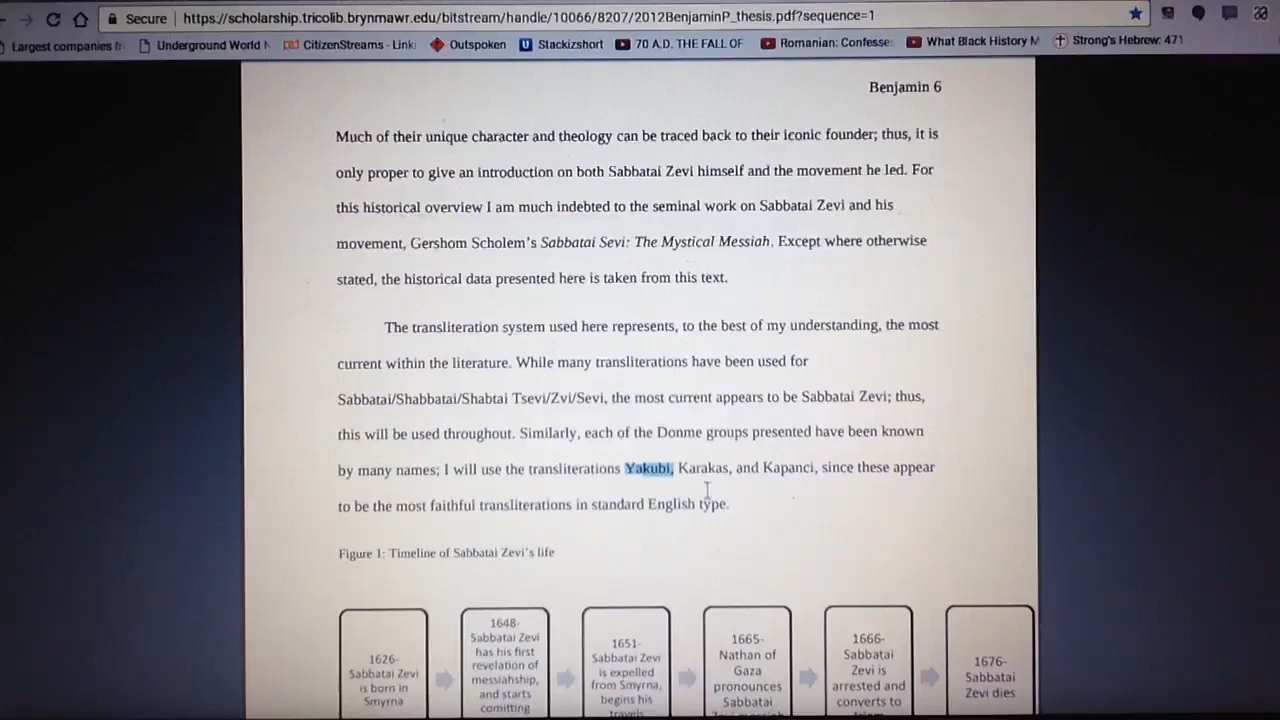 Secure https://scholarship.tricolib.brynmawr.edu/bitstream/handle/10066/8207/2012BenjaminP_thesis.pdf?sequence=1
Largest companies Underground World CitizenStreams - Link Outspoken Stackizshort 70 A.D. THE FALL OF Romanian: Confesse What Black History M Strong's Hebrew: 471
Benjamin 6
Much of their unique character and theology can be traced back to their iconic founder; thus, it is
only proper to give an introduction on both Sabbatai Zevi himself and the movement he led. For
this historical overview I am much indebted to the seminal work on Sabbatai Zevi and his
movement, Gershom Scholem's Sabbatai Sevi: The Mystical Messiah. Except where otherwise
stated, the historical data presented here is taken from this text.
The transliteration system used here represents, to the best of my understanding, the most
current within the literature. While many transliterations have been used for
Sabbatai/Shabbatai/Shabtai Tsevi/Zvi/Sevi, the most current appears to be Sabbatai Zevi; thus,
this will be used throughout. Similarly, each of the Donme groups presented have been known
by many names; I will use the transliterations Yakubi, Karakas, and Kapanci, since these appear
to be the most faithful transliterations in standard English type.
Figure 1: Timeline of Sabbatai Zevi's life
1626-
Sabbatai Zevi
is born in
Smyrna
1648-
Sabbatai Zevi
has his first
revelation of
messiahship,
and starts
comitting
1651-
Sabbatai Zevi
is expelled
from Smyrna,
begins his
travels
1665-
Nathan of
Gaza
pronounces
Sabbatai
1666-
Sabbatai
Zevi is
arrested and
converts to
1676-
Sabbatai
Zevi dies